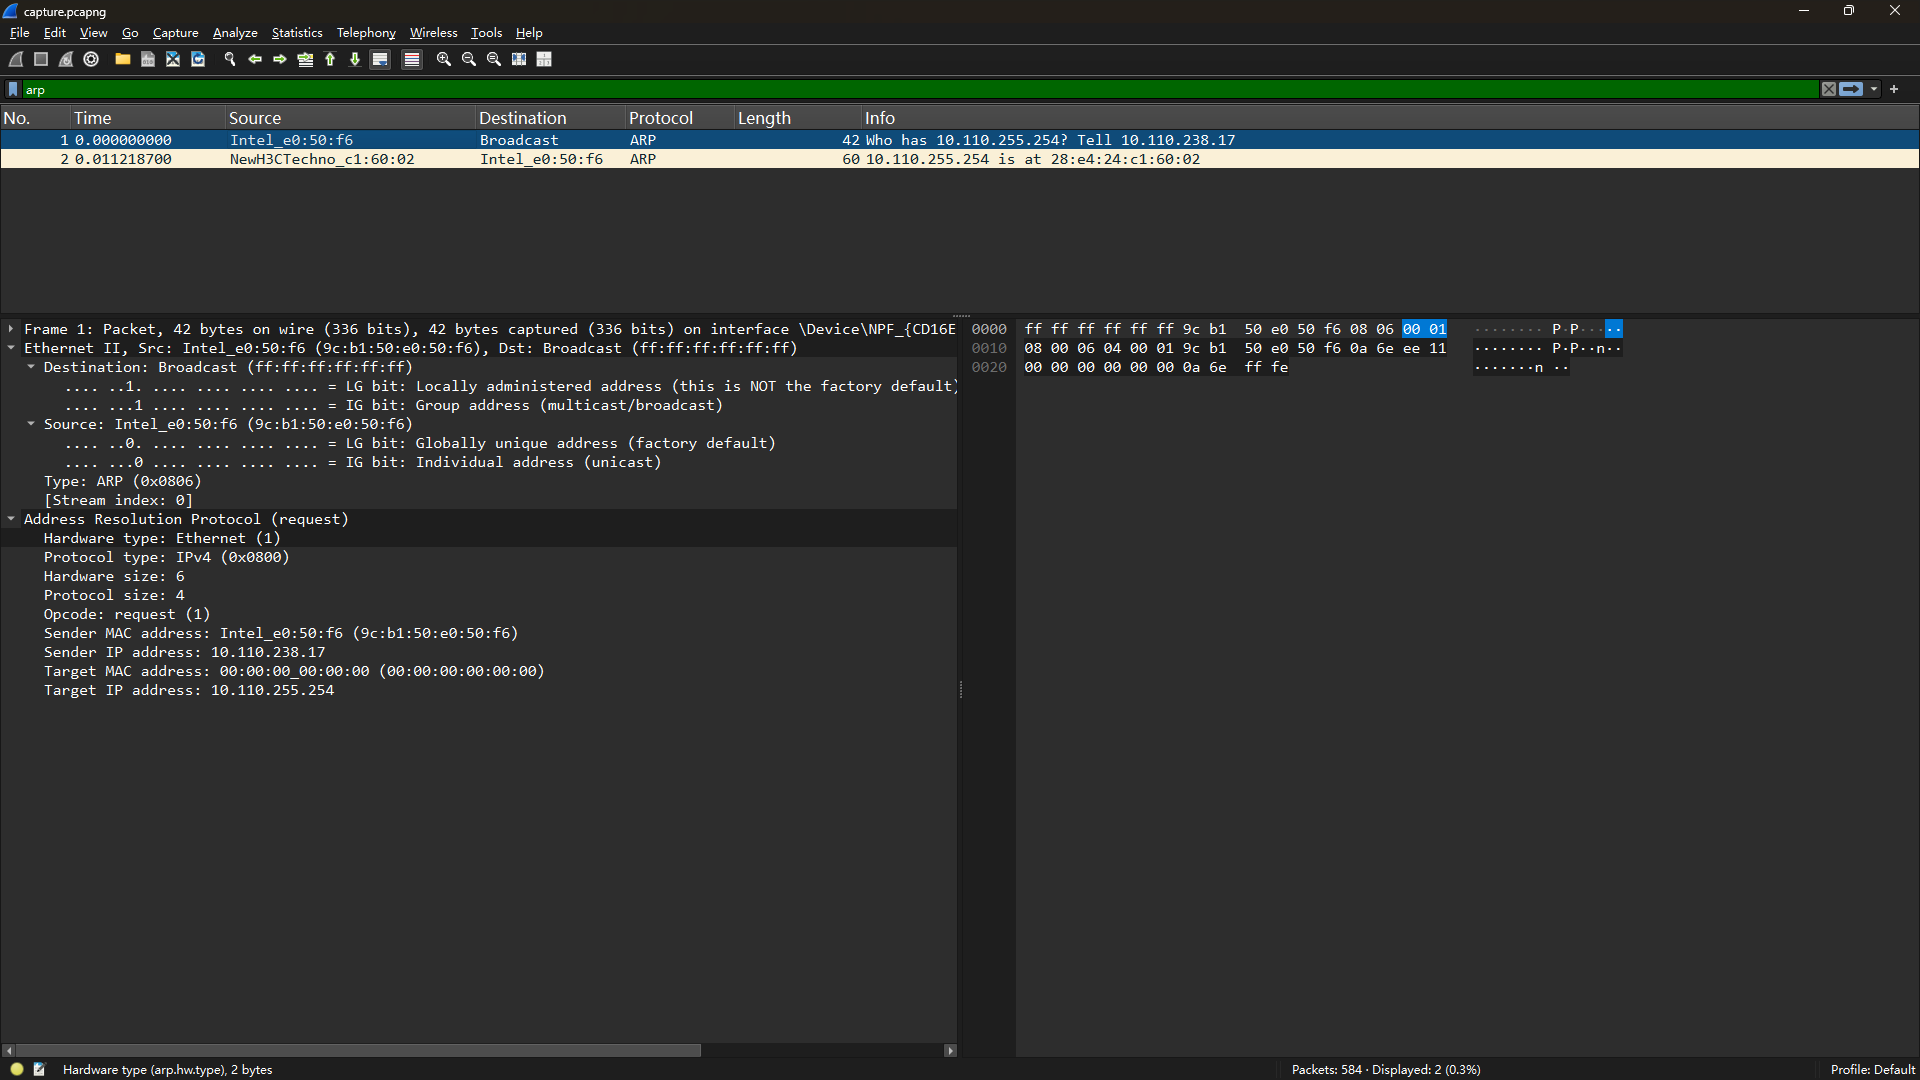 capture.pcapng
File Edit View Go Capture Analyze Statistics Telephony Wireless Tools Help
arp
No. Time Source Destination Protocol Length Info
1 0.000000000 Intel_e0:50:f6 Broadcast ARP 42 Who has 10.110.255.254? Tell 10.110.238.17
2 0.011218700 NewH3CTechno_c1:60:02 Intel_e0:50:f6 ARP 60 10.110.255.254 is at 28:e4:24:c1:60:02
Frame 1: Packet, 42 bytes on wire (336 bits), 42 bytes captured (336 bits) on interface \Device\NPF_{CD16E
Ethernet II, Src: Intel_e0:50:f6 (9c:b1:50:e0:50:f6), Dst: Broadcast (ff:ff:ff:ff:ff:ff)
Destination: Broadcast (ff:ff:ff:ff:ff:ff)
.... ..1. .... .... .... .... = LG bit: Locally administered address (this is NOT the factory default)
.... ...1 .... .... .... .... = IG bit: Group address (multicast/broadcast)
Source: Intel_e0:50:f6 (9c:b1:50:e0:50:f6)
.... ..0. .... .... .... .... = LG bit: Globally unique address (factory default)
.... ...0 .... .... .... .... = IG bit: Individual address (unicast)
Type: ARP (0x0806)
[Stream index: 0]
Address Resolution Protocol (request)
Hardware type: Ethernet (1)
Protocol type: IPv4 (0x0800)
Hardware size: 6
Protocol size: 4
Opcode: request (1)
Sender MAC address: Intel_e0:50:f6 (9c:b1:50:e0:50:f6)
Sender IP address: 10.110.238.17
Target MAC address: 00:00:00_00:00:00 (00:00:00:00:00:00)
Target IP address: 10.110.255.254
0000 ff ff ff ff ff ff 9c b1 50 e0 50 f6 08 06 00 01 ········ P·P·····
0010 08 00 06 04 00 01 9c b1 50 e0 50 f6 0a 6e ee 11 ········ P·P··n··
0020 00 00 00 00 00 00 0a 6e ff fe ·······n ··
Hardware type (arp.hw.type), 2 bytes
Packets: 584 · Displayed: 2 (0.3%)
Profile: Default